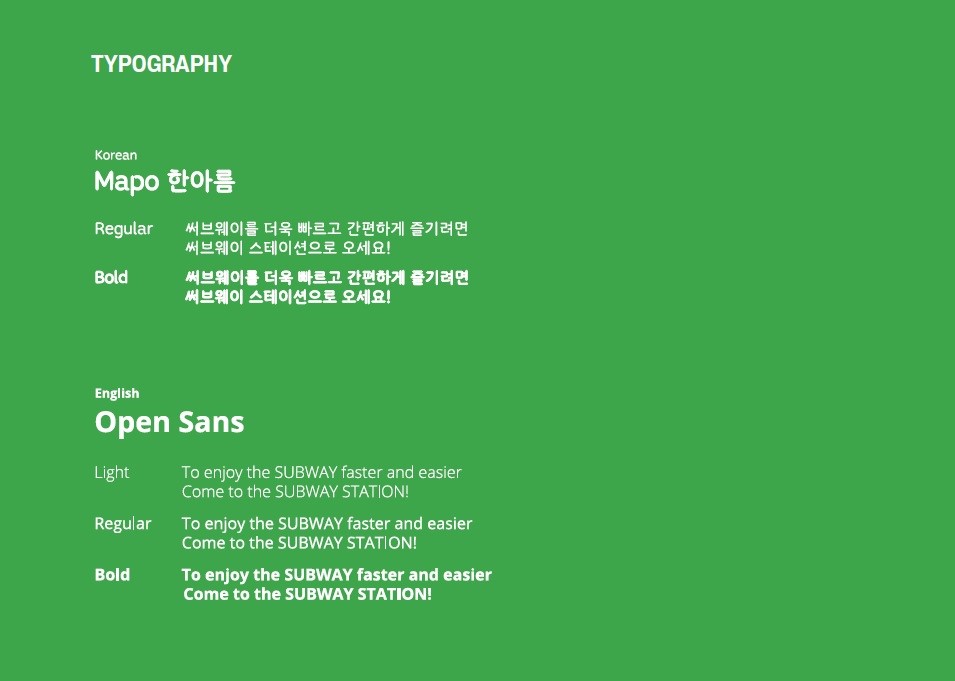 TYPOGRAPHY
Korean
Mapo 한아름
Regular 써브웨이를 더욱 빠르고 간편하게 즐기려면
써브웨이 스테이션으로 오세요!
Bold 써브웨이를 더욱 빠르고 간편하게 즐기려면
써브웨이 스테이션으로 오세요!
English
Open Sans
Light To enjoy the SUBWAY faster and easier
Come to the SUBWAY STATION!
Regular To enjoy the SUBWAY faster and easier
Come to the SUBWAY STATION!
Bold To enjoy the SUBWAY faster and easier
Come to the SUBWAY STATION!